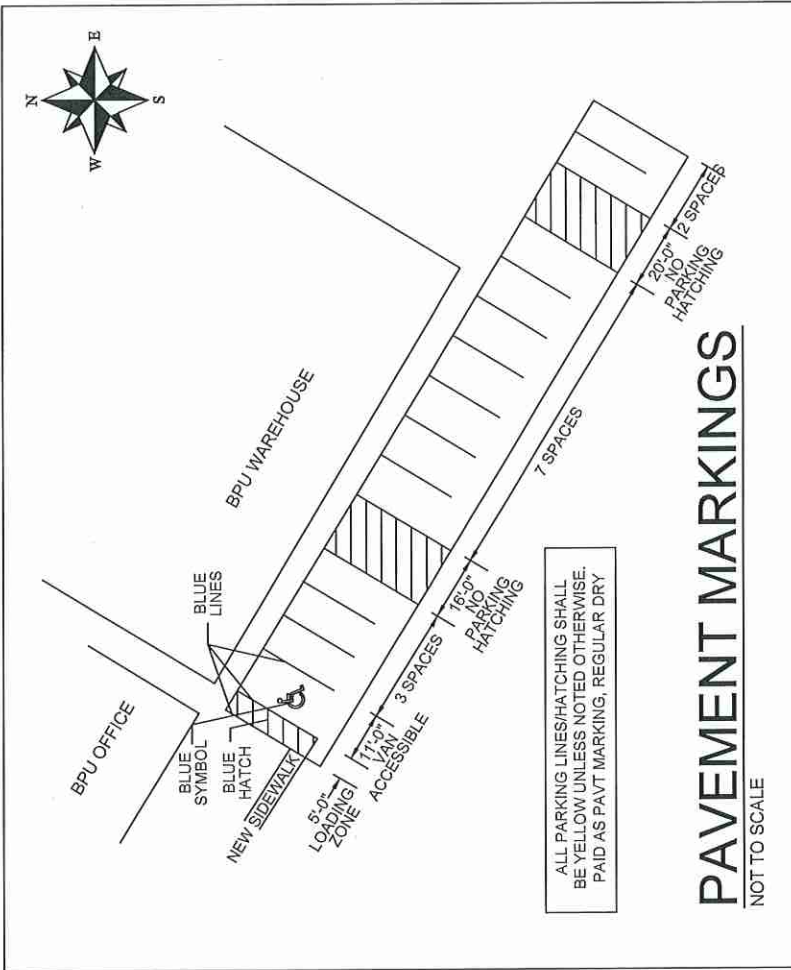 N
E
S
W
BPU OFFICE
BPU WAREHOUSE
BLUE
LINES
BLUE
SYMBOL
BLUE
HATCH
NEW SIDEWALK
5'-0"
LOADING
ZONE
11'-0"
VAN
ACCESSIBLE
3 SPACES
16'-0"
NO
PARKING
HATCHING
7 SPACES
20'-0"
NO
PARKING
HATCHING
2 SPACES
ALL PARKING LINES/HATCHING SHALL
BE YELLOW UNLESS NOTED OTHERWISE.
PAID AS PAVT MARKING, REGULAR DRY
PAVEMENT MARKINGS
NOT TO SCALE